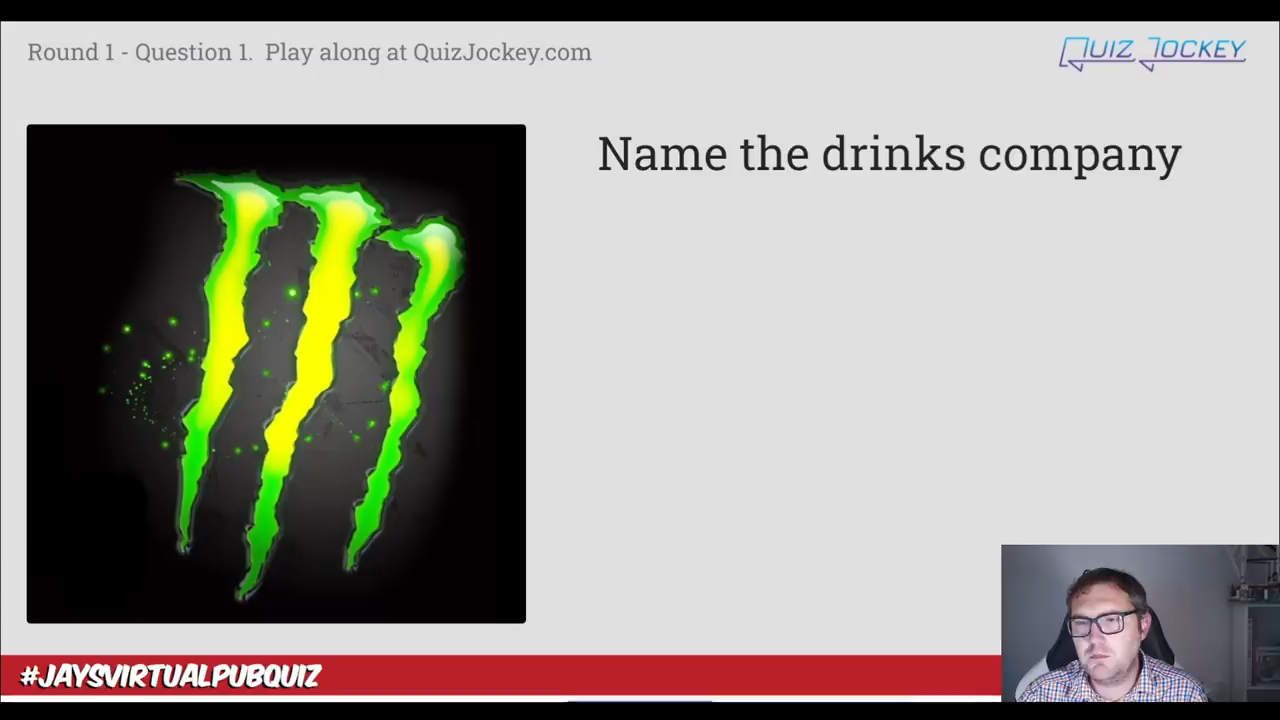 Round 1 - Question 1.  Play along at QuizJockey.com
QUIZ JOCKEY
Name the drinks company
#JAYSVIRTUALPUBQUIZ